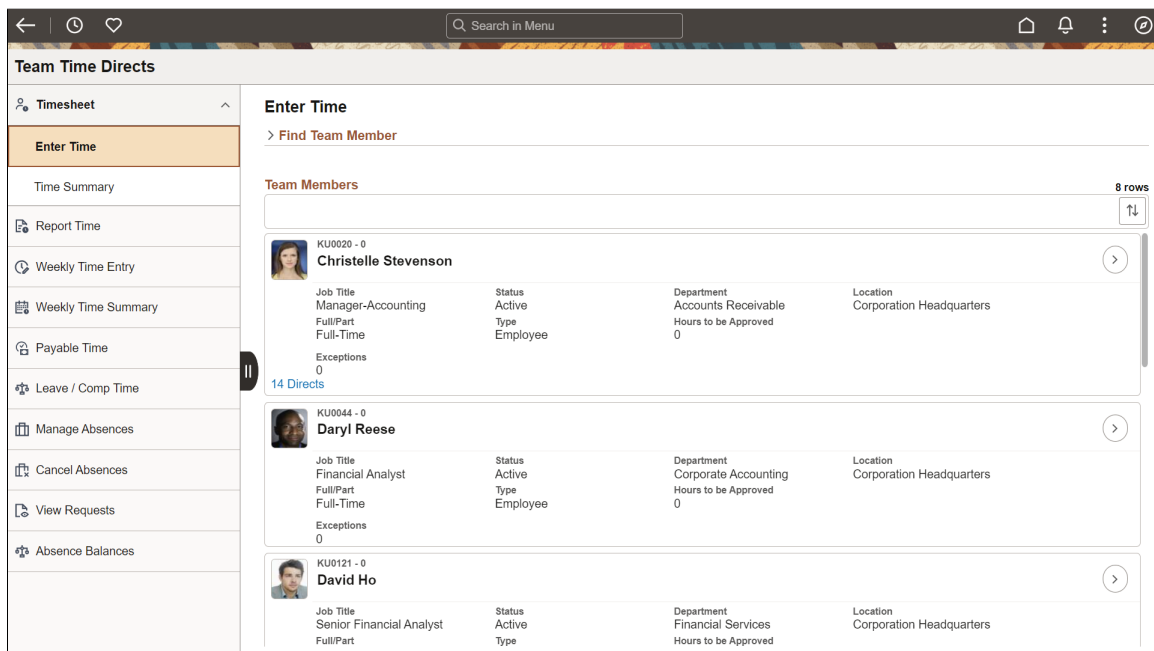 Search in Menu
Team Time Directs
Timesheet
Enter Time
Time Summary
Report Time
Weekly Time Entry
Weekly Time Summary
Payable Time
Leave / Comp Time
Manage Absences
Cancel Absences
View Requests
Absence Balances
Enter Time
Find Team Member
Team Members
8 rows
KU0020 - 0
Christelle Stevenson
Job Title Status Department Location
Manager-Accounting Active Accounts Receivable Corporation Headquarters
Full/Part Type Hours to be Approved
Full-Time Employee 0
Exceptions
0
14 Directs
KU0044 - 0
Daryl Reese
Job Title Status Department Location
Financial Analyst Active Corporate Accounting Corporation Headquarters
Full/Part Type Hours to be Approved
Full-Time Employee 0
Exceptions
0
KU0121 - 0
David Ho
Job Title Status Department Location
Senior Financial Analyst Active Financial Services Corporation Headquarters
Full/Part Type Hours to be Approved